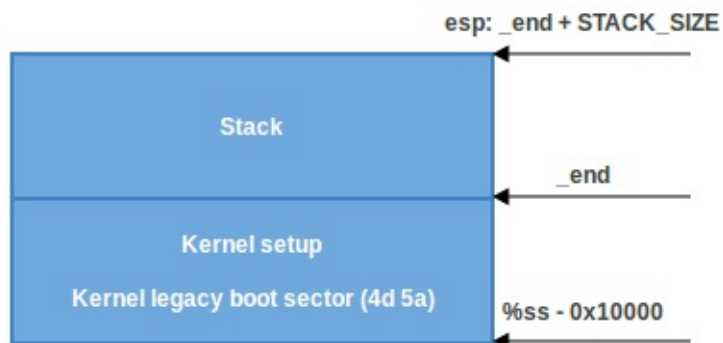 esp: _end + STACK_SIZE
Stack
_end
Kernel setup
Kernel legacy boot sector (4d 5a)
%ss - 0x10000